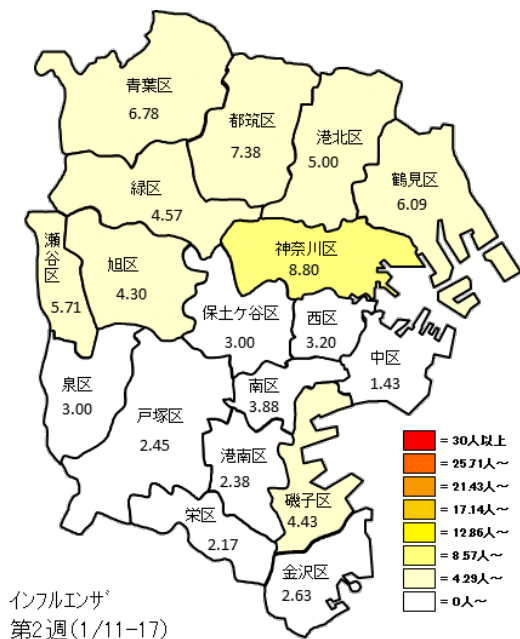 青葉区
6.78
都筑区
7.38
港北区
5.00
鶴見区
6.09
緑区
4.57
瀬谷区
5.71
旭区
4.30
神奈川区
8.80
保土ケ谷区
3.00
西区
3.20
中区
1.43
泉区
3.00
戸塚区
2.45
南区
3.88
港南区
2.38
磯子区
4.43
栄区
2.17
金沢区
2.63
= 30人以上
= 25.71人～
= 21.43人～
= 17.14人～
= 12.86人～
= 8.57人～
= 4.29人～
= 0人～
インフルエンザ
第2週(1/11-17)